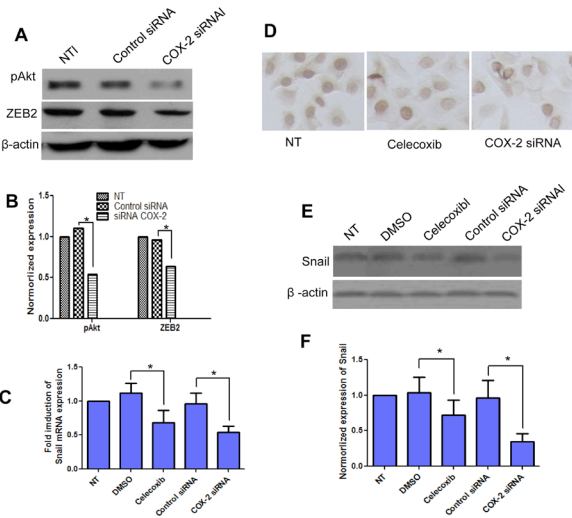 A
NTI
Control siRNA
COX-2 siRNAI
pAkt
ZEB2
β-actin
B
Normorlized expression
1.5
1.0
0.5
0.0
NT
Control siRNA
siRNA COX-2
*
*
pAkt
ZEB2
C
Fold imduction of
Snail mRNA expression
1.5
1.0
0.5
0.0
*
*
NT
DMSO
Celecoxib
Control siRNA
COX-2 siRNA
D
NT
Celecoxib
COX-2 siRNA
E
NT
DMSO
Celecoxibl
Control siRNA
COX-2 siRNAI
Snail
β -actin
F
Normorlized expression of Snail
1.5
1.0
0.5
0.0
*
*
NT
DMSO
Celecoxib
Control siRNA
COX-2 siRNA